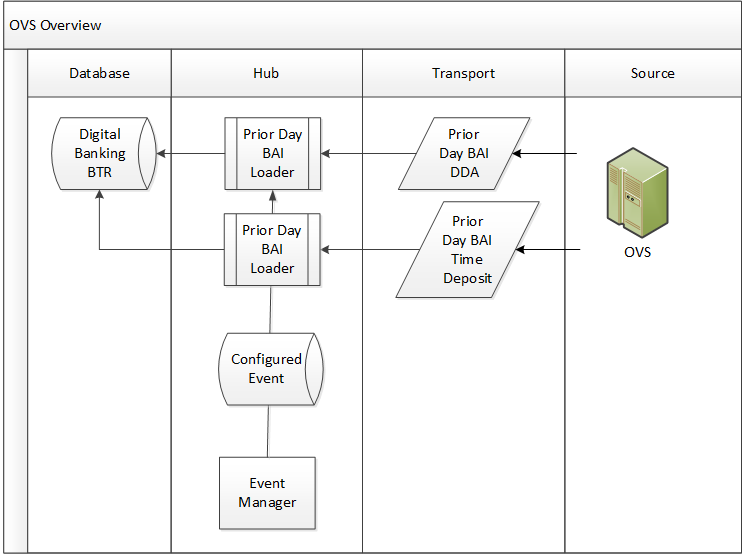 OVS Overview
Database
Hub
Transport
Source
Digital
Banking
BTR
Prior Day
BAI
Loader
Prior
Day BAI
DDA
Prior Day
BAI
Loader
Prior
Day BAI
Time
Deposit
OVS
Configured
Event
Event
Manager